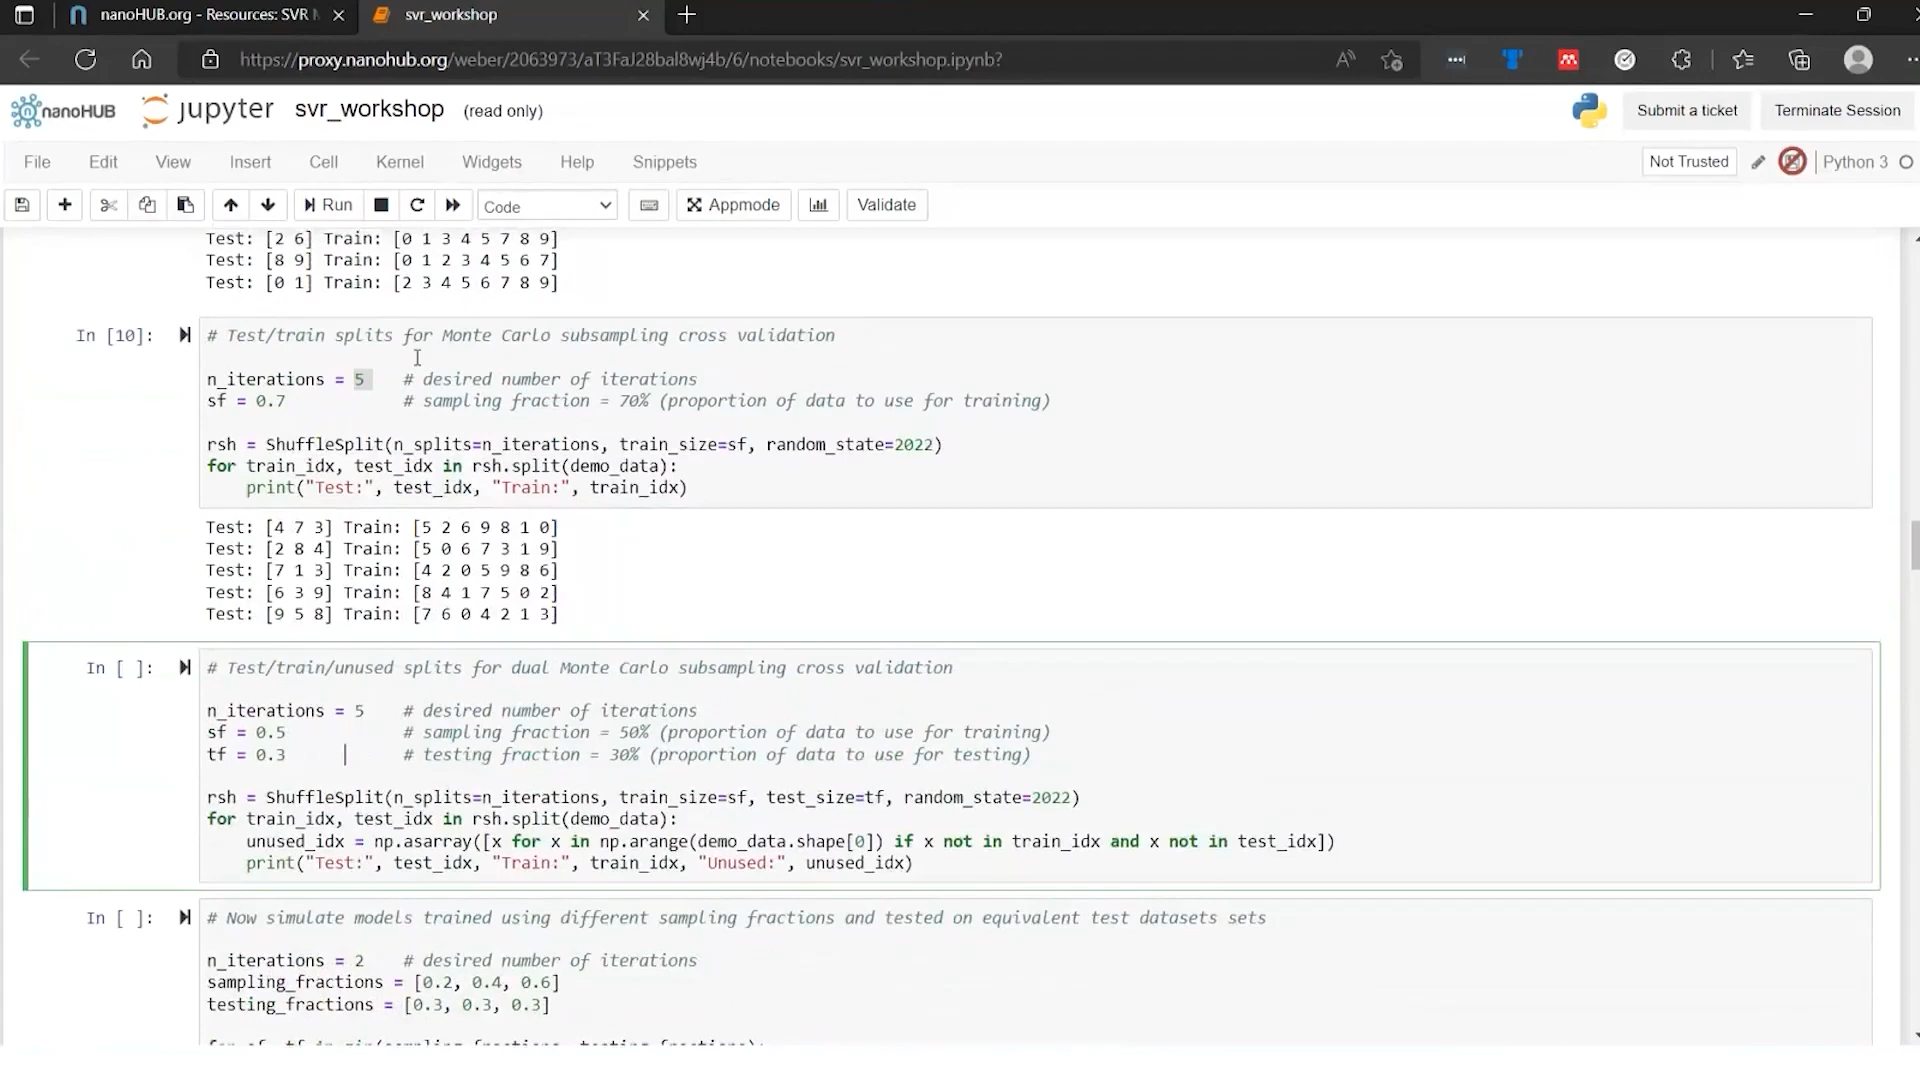 nanoHUB.org - Resources: SVR
svr_workshop
https://proxy.nanohub.org/weber/2063973/aT3FaJ28bal8wj4b/6/notebooks/svr_workshop.ipynb?
nanoHUB jupyter svr_workshop (read only) Submit a ticket Terminate Session
File Edit View Insert Cell Kernel Widgets Help Snippets Not Trusted Python 3
Run Code Appmode Validate
Test: [2 6] Train: [0 1 3 4 5 7 8 9]
Test: [8 9] Train: [0 1 2 3 4 5 6 7]
Test: [0 1] Train: [2 3 4 5 6 7 8 9]
In [10]: # Test/train splits for Monte Carlo subsampling cross validation
n_iterations = 5 # desired number of iterations
sf = 0.7 # sampling fraction = 70% (proportion of data to use for training)
rsh = ShuffleSplit(n_splits=n_iterations, train_size=sf, random_state=2022)
for train_idx, test_idx in rsh.split(demo_data):
print("Test:", test_idx, "Train:", train_idx)
Test: [4 7 3] Train: [5 2 6 9 8 1 0]
Test: [2 8 4] Train: [5 0 6 7 3 1 9]
Test: [7 1 3] Train: [4 2 0 5 9 8 6]
Test: [6 3 9] Train: [8 4 1 7 5 0 2]
Test: [9 5 8] Train: [7 6 0 4 2 1 3]
In [ ]: # Test/train/unused splits for dual Monte Carlo subsampling cross validation
n_iterations = 5 # desired number of iterations
sf = 0.5 # sampling fraction = 50% (proportion of data to use for training)
tf = 0.3 # testing fraction = 30% (proportion of data to use for testing)
rsh = ShuffleSplit(n_splits=n_iterations, train_size=sf, test_size=tf, random_state=2022)
for train_idx, test_idx in rsh.split(demo_data):
unused_idx = np.asarray([x for x in np.arange(demo_data.shape[0]) if x not in train_idx and x not in test_idx])
print("Test:", test_idx, "Train:", train_idx, "Unused:", unused_idx)
In [ ]: # Now simulate models trained using different sampling fractions and tested on equivalent test datasets sets
n_iterations = 2 # desired number of iterations
sampling_fractions = [0.2, 0.4, 0.6]
testing_fractions = [0.3, 0.3, 0.3]